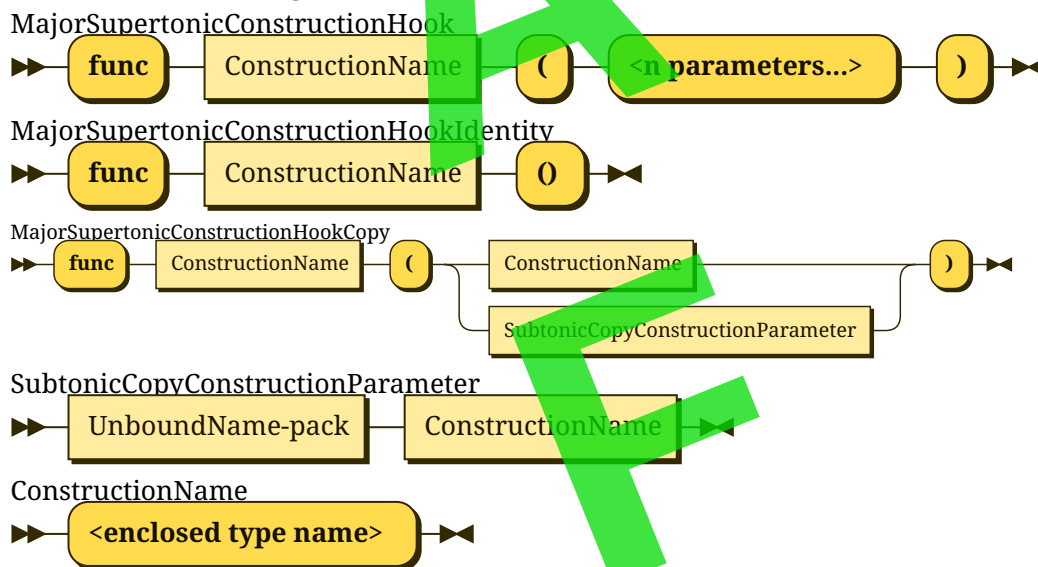 MajorSupertonicConstructionHook
func ConstructionName ( <n parameters...> )
MajorSupertonicConstructionHookIdentity
func ConstructionName ()
MajorSupertonicConstructionHookCopy
func ConstructionName ( ConstructionName )
SubtonicCopyConstructionParameter
SubtonicCopyConstructionParameter
UnboundName-pack ConstructionName
ConstructionName
<enclosed type name>